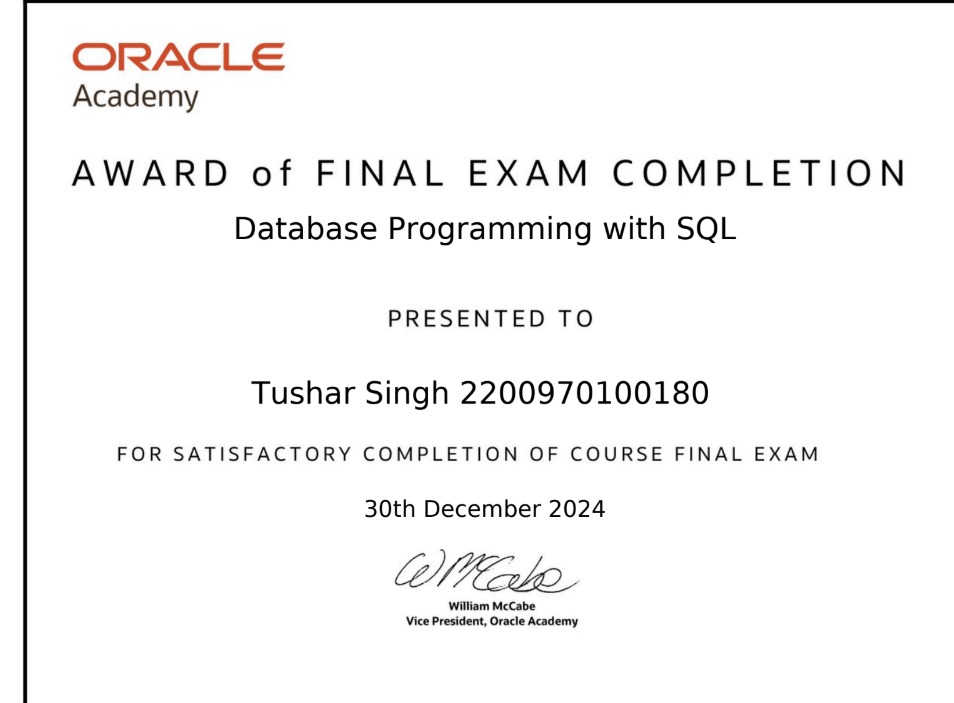 ORACLE
Academy
AWARD of FINAL EXAM COMPLETION
Database Programming with SQL
PRESENTED TO
Tushar Singh 2200970100180
FOR SATISFACTORY COMPLETION OF COURSE FINAL EXAM
30th December 2024
WMcCabe
William McCabe
Vice President, Oracle Academy